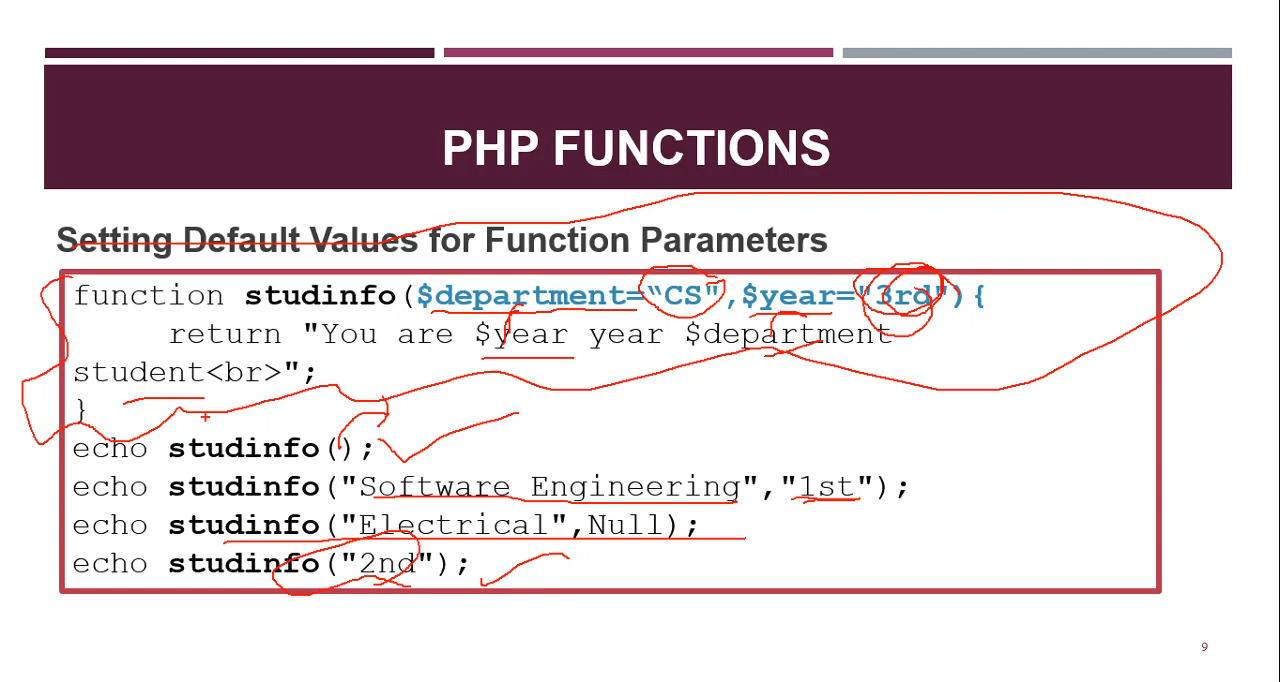 PHP FUNCTIONS
Setting Default Values for Function Parameters
function studinfo($department=“CS",$year="3rd"){
return "You are $year year $department
student<br>";
}
echo studinfo();
echo studinfo("Software Engineering","1st");
echo studinfo("Electrical",Null);
echo studinfo("2nd");
9